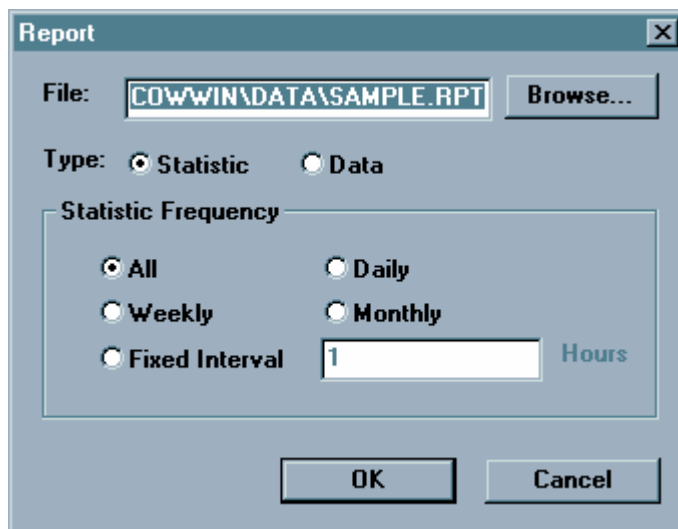 Report
File: COWWIN\DATA\SAMPLE.RPT Browse...
Type: Statistic Data
Statistic Frequency
All Daily
Weekly Monthly
Fixed Interval 1 Hours
OK Cancel